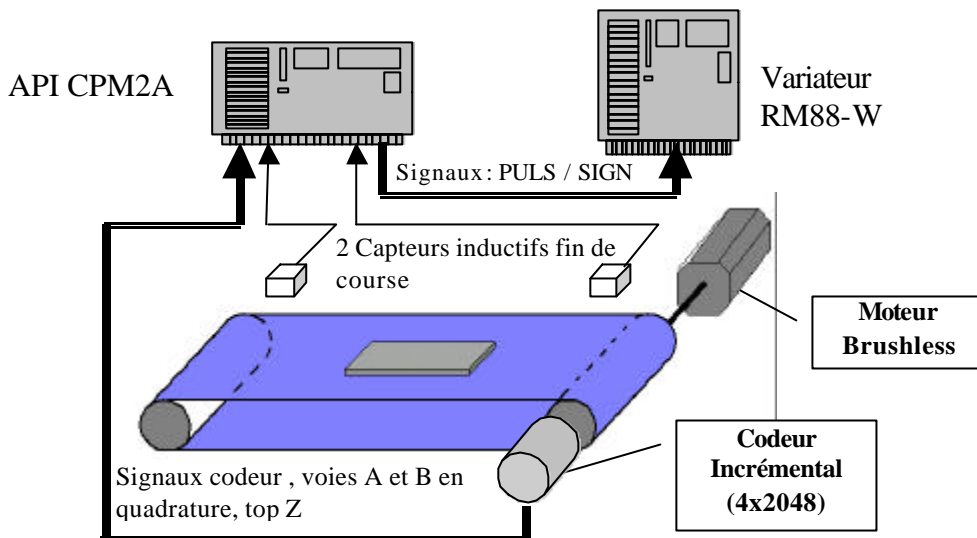 API CPM2A
Variateur
RM88-W
Signaux : PULS / SIGN
2 Capteurs inductifs fin de
course
Moteur
Brushless
Codeur
Incrémental
(4x2048)
Signaux codeur , voies A et B en
quadrature, top Z